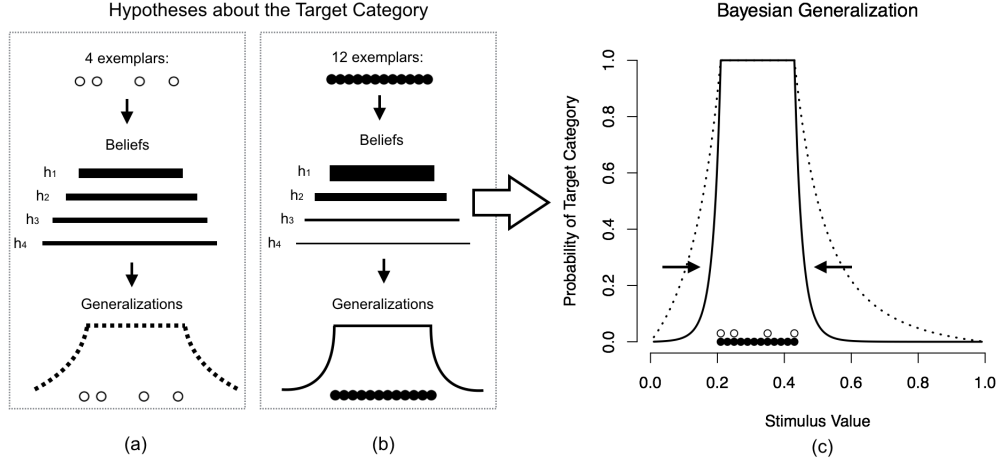 Hypotheses about the Target Category
4 exemplars:
Beliefs
h1
h2
h3
h4
Generalizations
(a)
12 exemplars:
Beliefs
h1
h2
h3
h4
Generalizations
(b)
Bayesian Generalization
Probability of Target Category
1.0
0.8
0.6
0.4
0.2
0.0
0.0 0.2 0.4 0.6 0.8 1.0
Stimulus Value
(c)